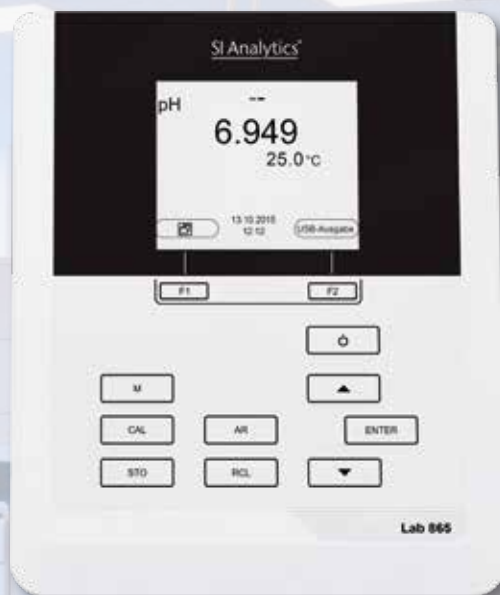 SI Analytics
pH --
6.949
25.0°C
13.10.2015
12:12
USB-Ausgabe
F1 F2
M
CAL AR ENTER
STO RCL
Lab 865